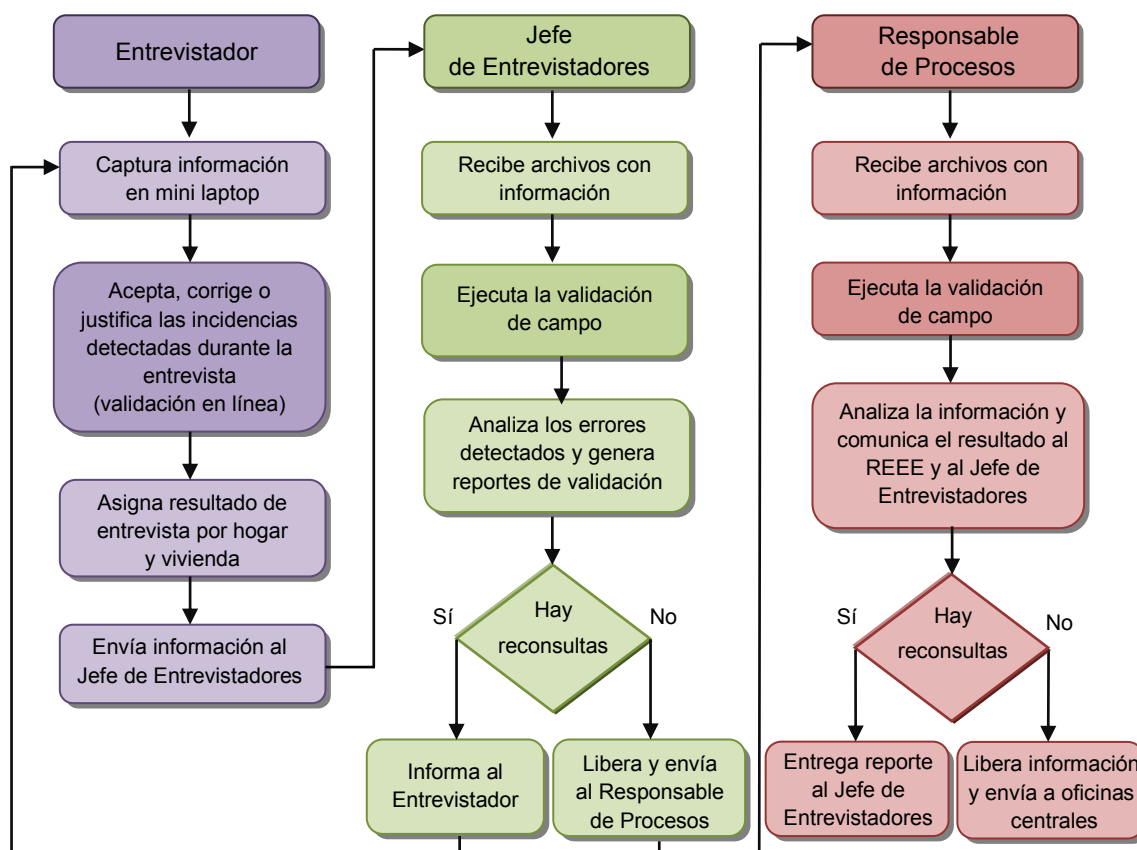 Entrevistador
Captura información
en mini laptop
Acepta, corrige o
justifica las incidencias
detectadas durante la
entrevista
(validación en línea)
Asigna resultado de
entrevista por hogar
y vivienda
Envía información al
Jefe de Entrevistadores
Jefe
de Entrevistadores
Recibe archivos con
información
Ejecuta la validación
de campo
Analiza los errores
detectados y genera
reportes de validación
Sí
Hay
reconsultas
No
Informa al
Entrevistador
Libera y envía
al Responsable
de Procesos
Responsable
de Procesos
Recibe archivos con
información
Ejecuta la validación
de campo
Analiza la información y
comunica el resultado al
REEE y al Jefe de
Entrevistadores
Sí
Hay
reconsultas
No
Entrega reporte
al Jefe de
Entrevistadores
Libera información
y envía a oficinas
centrales